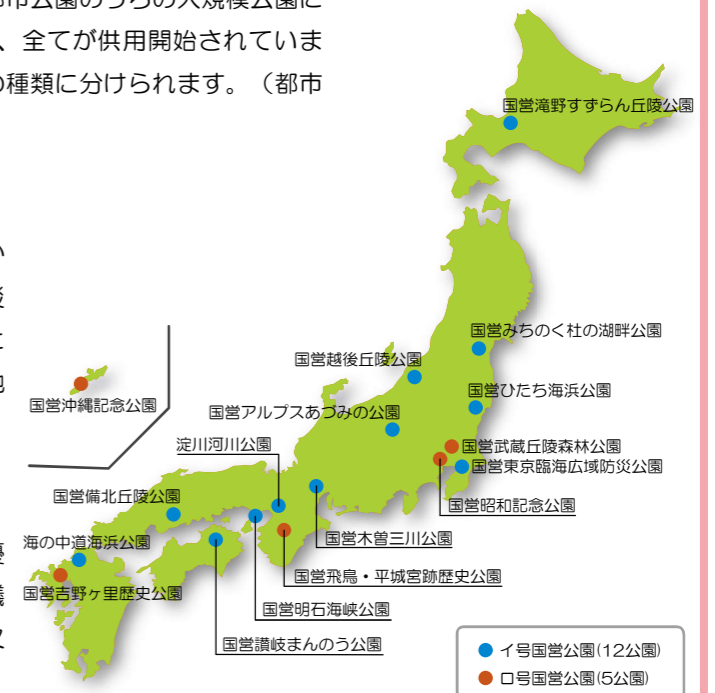 都市公園のうちの大規模公園に
、全てが供用開始されていま
の種類に分けられます。（都市
国営滝野すずらん丘陵公園
国営みちのく杜の湖畔公園
国営越後丘陵公園
国営ひたち海浜公園
国営沖縄記念公園
国営アルプスあづみの公園
淀川河川公園
国営武蔵丘陵森林公園
国営東京臨海広域防災公園
国営備北丘陵公園
国営昭和記念公園
国営木曽三川公園
海の中道海浜公園
国営飛鳥・平城宮跡歴史公園
国営吉野ヶ里歴史公園
国営明石海峡公園
国営讃岐まんのう公園
イ号国営公園(12公園)
ロ号国営公園(5公園)